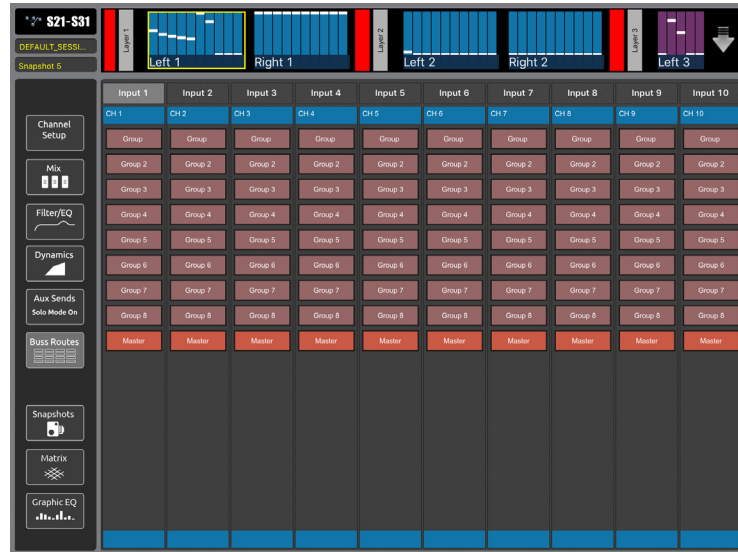 S21-S31
DEFAULT_SESSI...
Snapshot 5
Layer 1
Left 1
Right 1
Layer 2
Left 2
Right 2
Layer 3
Left 3
Channel
Setup
Mix
Filter/EQ
Dynamics
Aux Sends
Solo Mode On
Buss Routes
Snapshots
Matrix
Graphic EQ
Input 1 Input 2 Input 3 Input 4 Input 5 Input 6 Input 7 Input 8 Input 9 Input 10
CH 1 CH 2 CH 3 CH 4 CH 5 CH 6 CH 7 CH 8 CH 9 CH 10
Group Group Group Group Group Group Group Group Group Group
Group 2 Group 2 Group 2 Group 2 Group 2 Group 2 Group 2 Group 2 Group 2 Group 2
Group 3 Group 3 Group 3 Group 3 Group 3 Group 3 Group 3 Group 3 Group 3 Group 3
Group 4 Group 4 Group 4 Group 4 Group 4 Group 4 Group 4 Group 4 Group 4 Group 4
Group 5 Group 5 Group 5 Group 5 Group 5 Group 5 Group 5 Group 5 Group 5 Group 5
Group 6 Group 6 Group 6 Group 6 Group 6 Group 6 Group 6 Group 6 Group 6 Group 6
Group 7 Group 7 Group 7 Group 7 Group 7 Group 7 Group 7 Group 7 Group 7 Group 7
Group 8 Group 8 Group 8 Group 8 Group 8 Group 8 Group 8 Group 8 Group 8 Group 8
Master Master Master Master Master Master Master Master Master Master